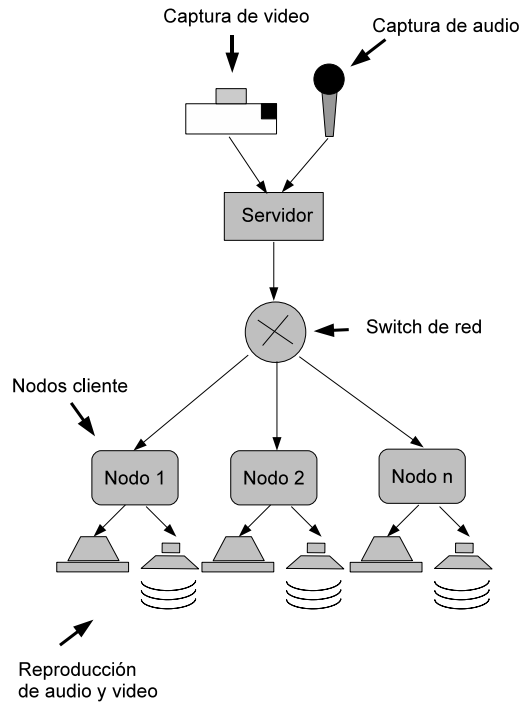 Captura de video
Captura de audio
Servidor
Switch de red
Nodos cliente
Nodo 1
Nodo 2
Nodo n
Reproducción
de audio y video